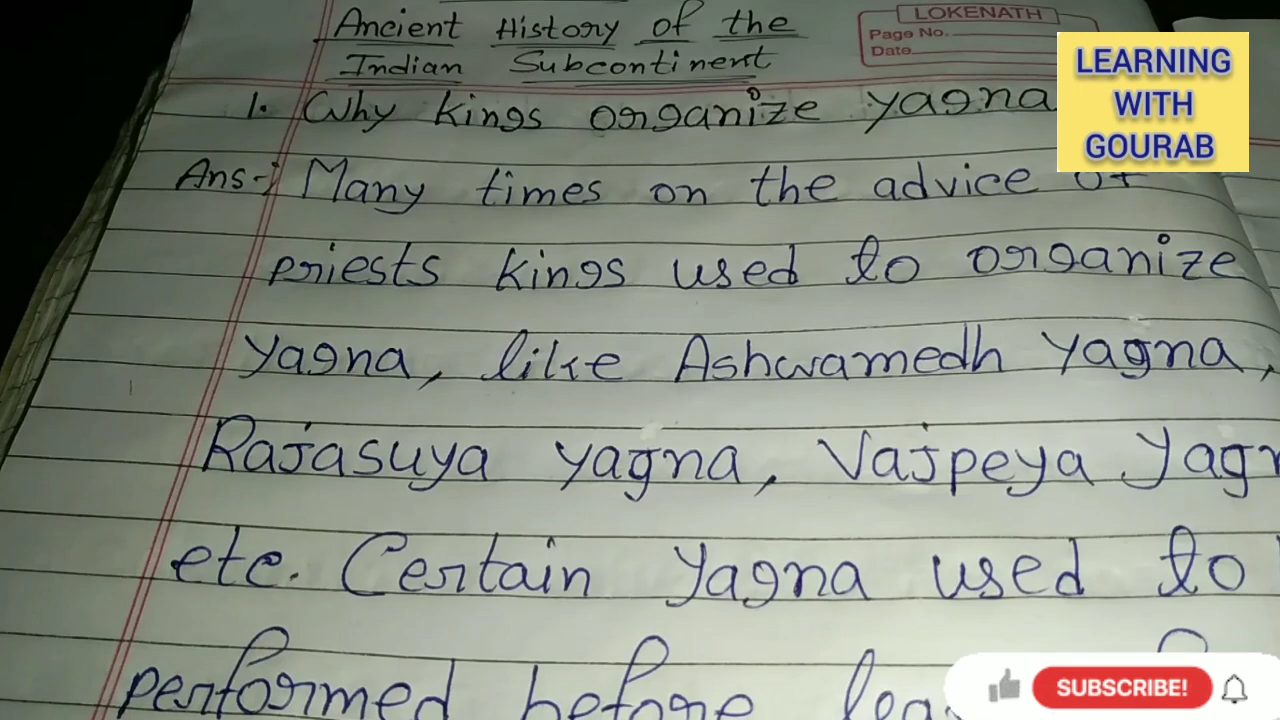 Ancient History of the
Indian Subcontinent
LOKENATH
Page No.
Date
LEARNING
WITH
GOURAB
1. Why kings organize yagna
Ans:- Many times on the advice of
priests kings used to organize
Yagna, like Ashwamedh Yagna,
Rajasuya yagna, Vajpeya
etc. Certain Yagna used to
performed before
SUBSCRIBE!